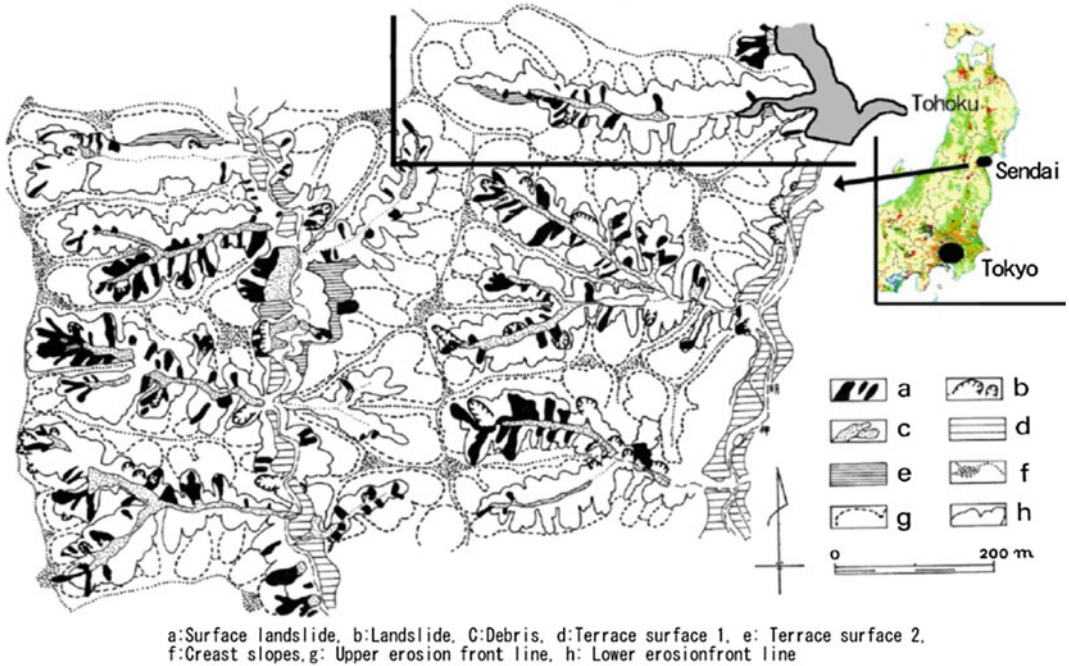 Tohoku
Sendai
Tokyo
a b
c d
e f
g h
0 200 m
a:Surface landslide, b:Landslide, C:Debris, d:Terrace surface 1, e: Terrace surface 2,
f:Creast slopes,g: Upper erosion front line, h: Lower erosionfront line